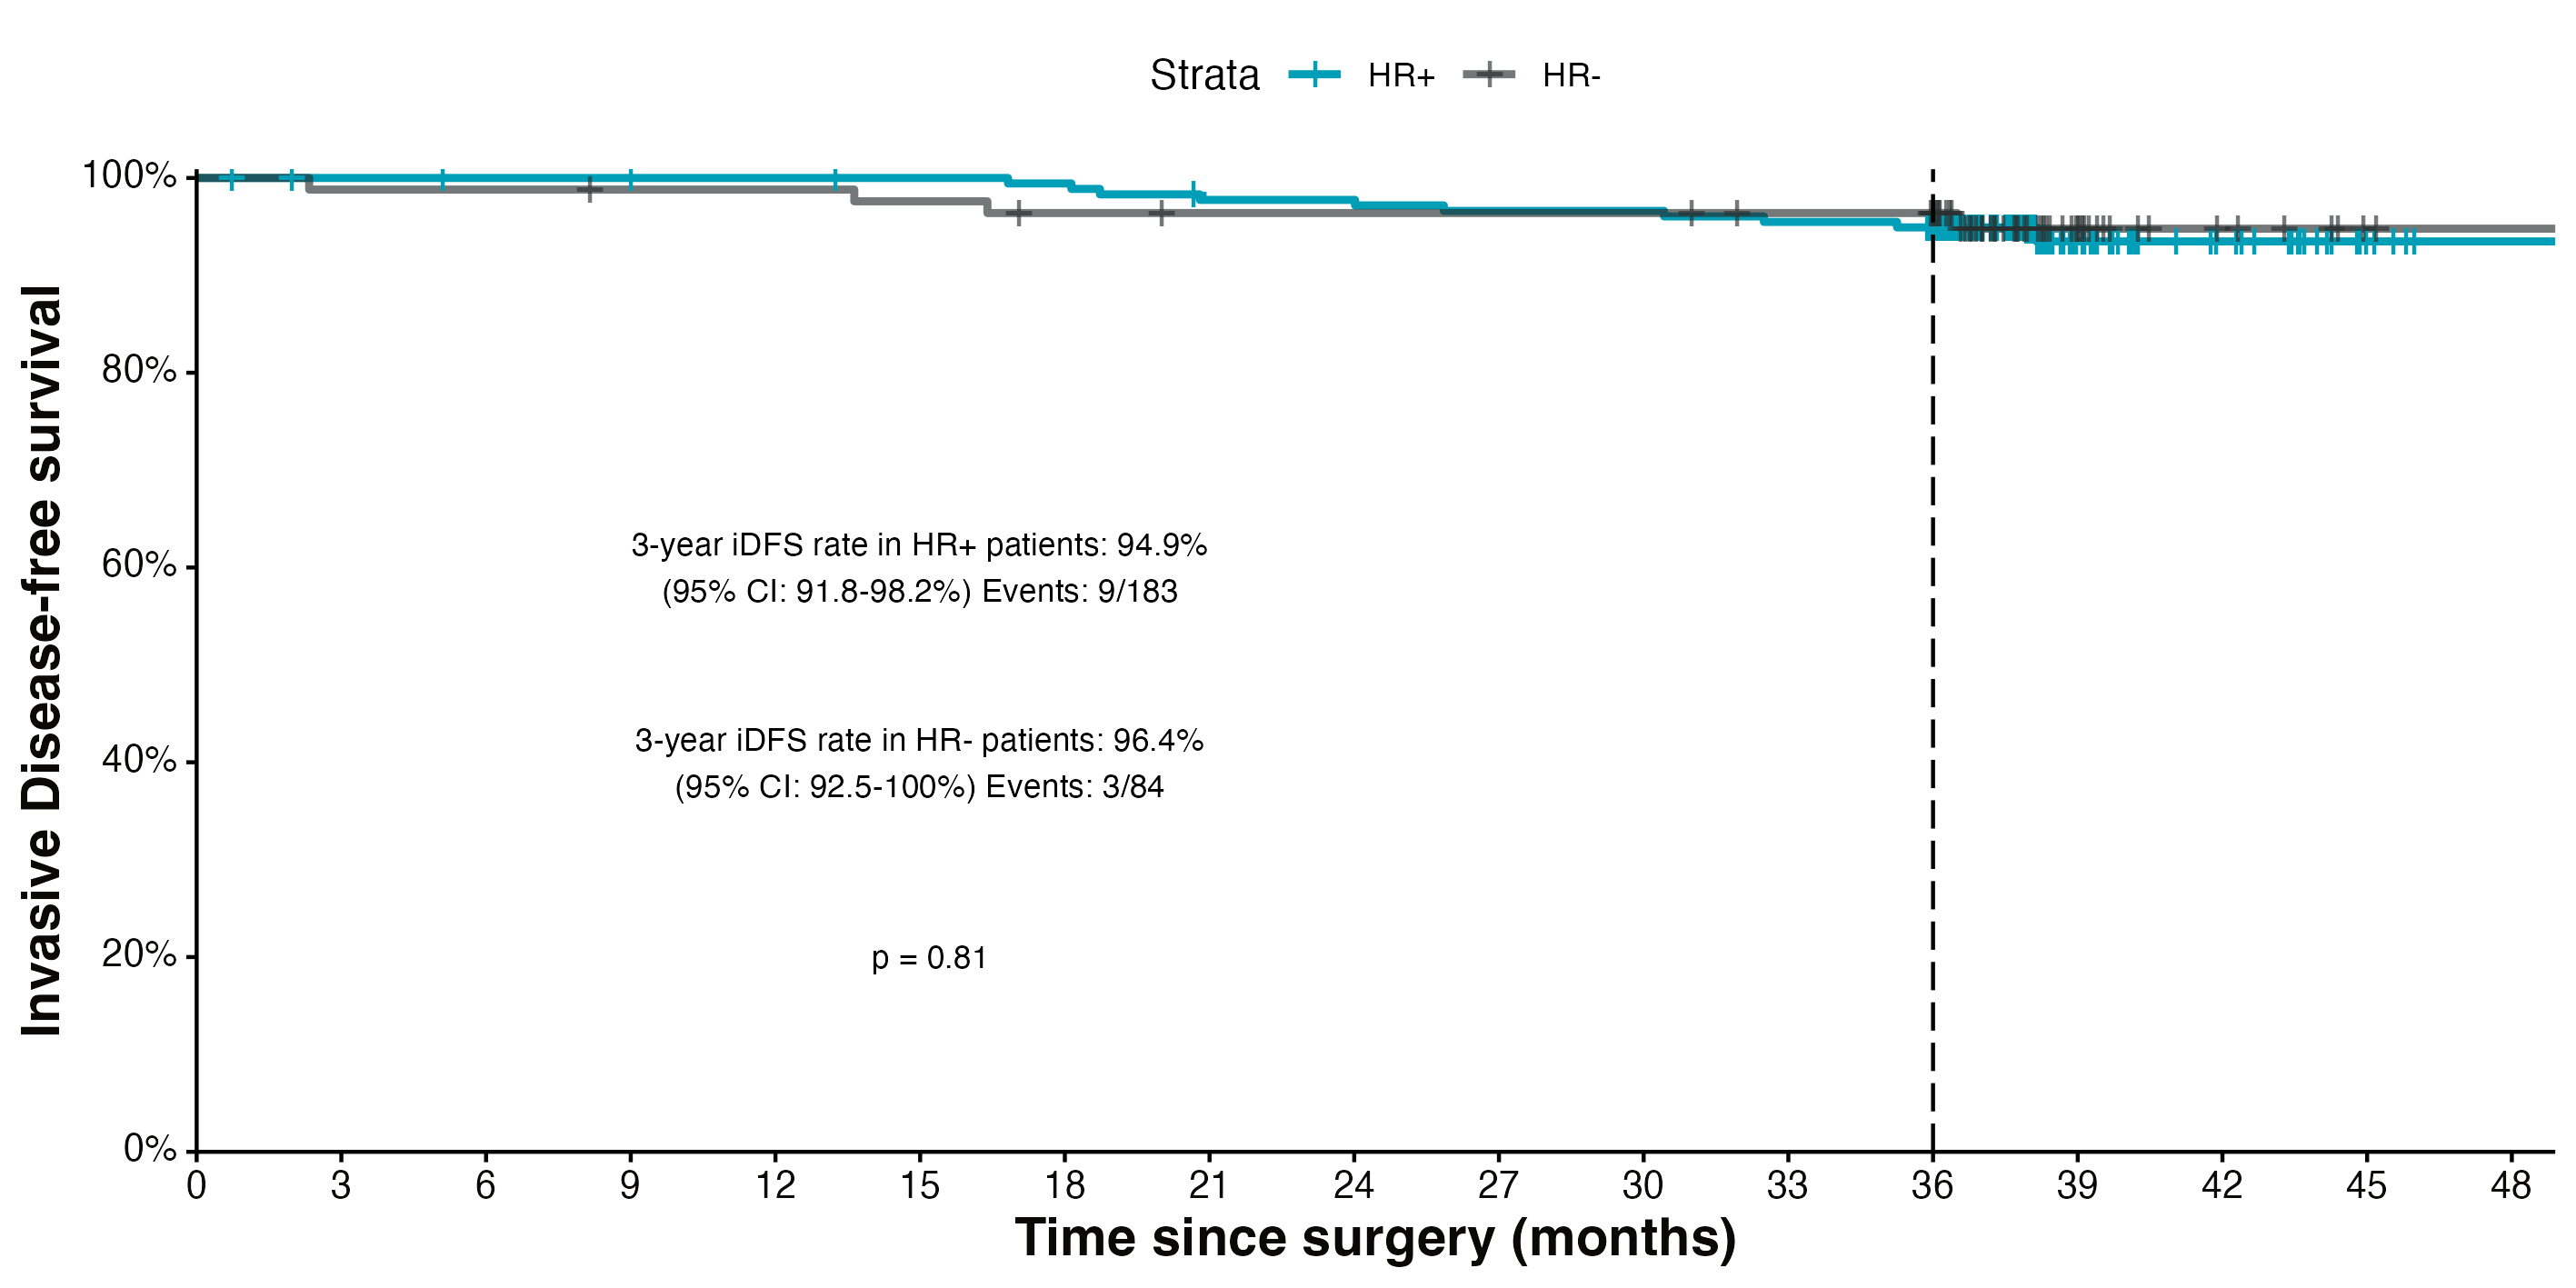 Strata HR+ HR-
100%
80%
60%
40%
20%
0%
Invasive Disease-free survival
3-year iDFS rate in HR+ patients: 94.9%
(95% CI: 91.8-98.2%) Events: 9/183
3-year iDFS rate in HR- patients: 96.4%
(95% CI: 92.5-100%) Events: 3/84
p = 0.81
0 3 6 9 12 15 18 21 24 27 30 33 36 39 42 45 48
Time since surgery (months)